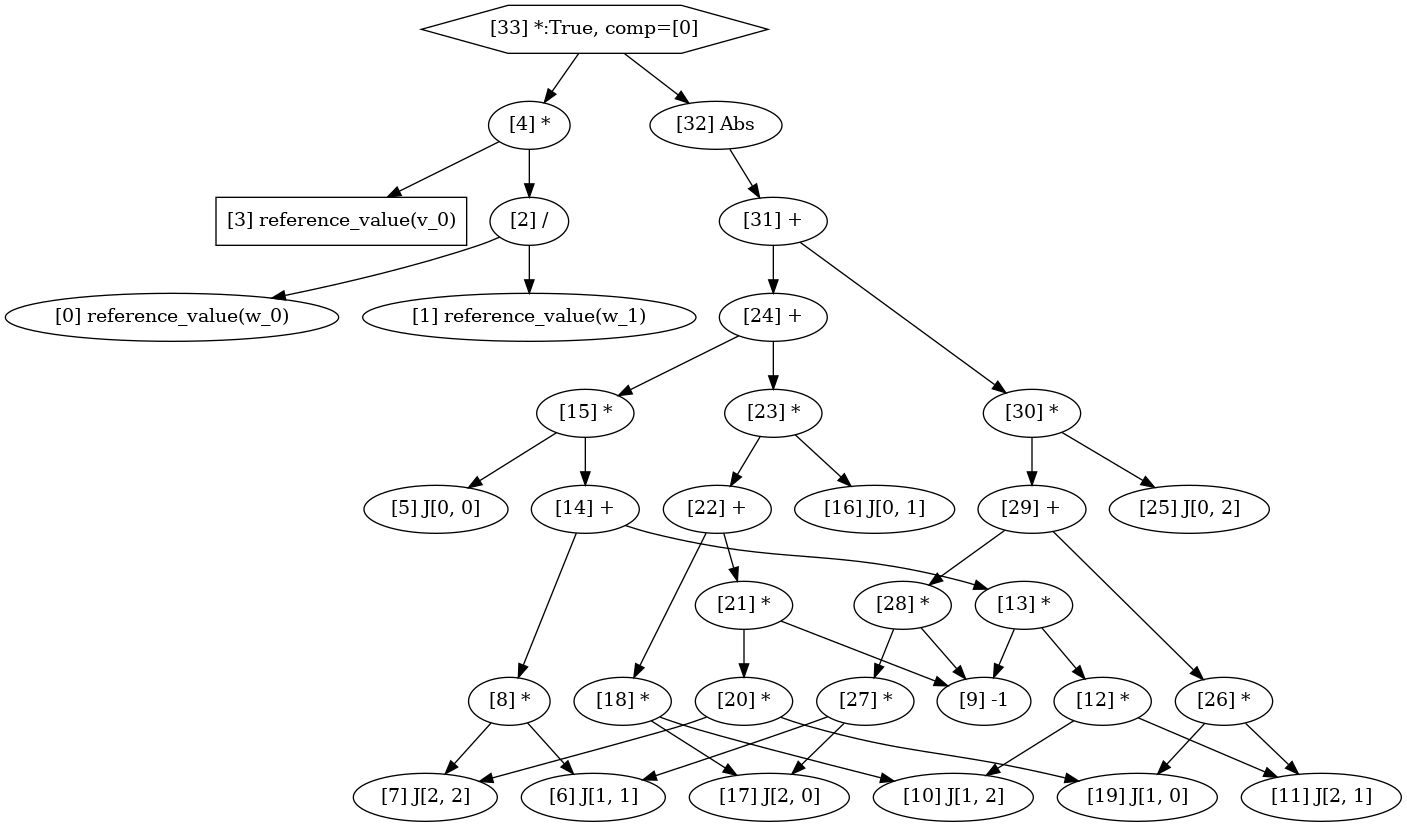 [33] *:True, comp=[0]
[4] *
[32] Abs
[3] reference_value(v_0)
[2] /
[31] +
[0] reference_value(w_0)
[1] reference_value(w_1)
[24] +
[15] *
[23] *
[30] *
[5] J[0, 0]
[14] +
[22] +
[16] J[0, 1]
[29] +
[25] J[0, 2]
[21] *
[28] *
[13] *
[8] *
[18] *
[20] *
[27] *
[9] -1
[12] *
[26] *
[7] J[2, 2]
[6] J[1, 1]
[17] J[2, 0]
[10] J[1, 2]
[19] J[1, 0]
[11] J[2, 1]